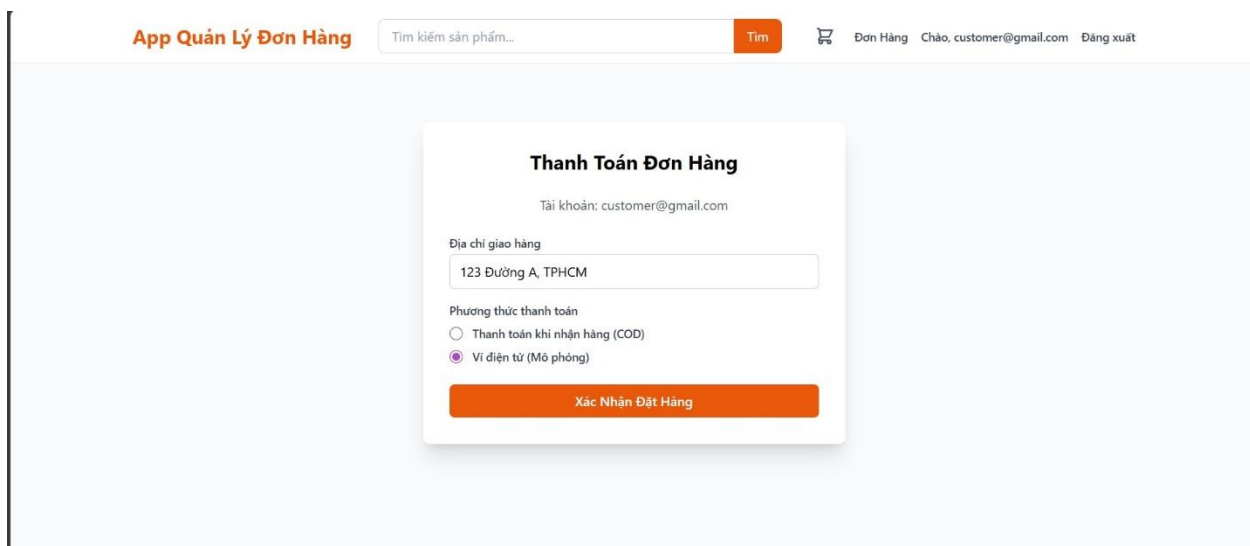 App Quản Lý Đơn Hàng
Tìm kiếm sản phẩm...
Tìm
Đơn Hàng
Chào, customer@gmail.com
Đăng xuất
Thanh Toán Đơn Hàng
Tài khoản: customer@gmail.com
Địa chỉ giao hàng
123 Đường A, TPHCM
Phương thức thanh toán
Thanh toán khi nhận hàng (COD)
Ví điện tử (Mô phỏng)
Xác Nhận Đặt Hàng